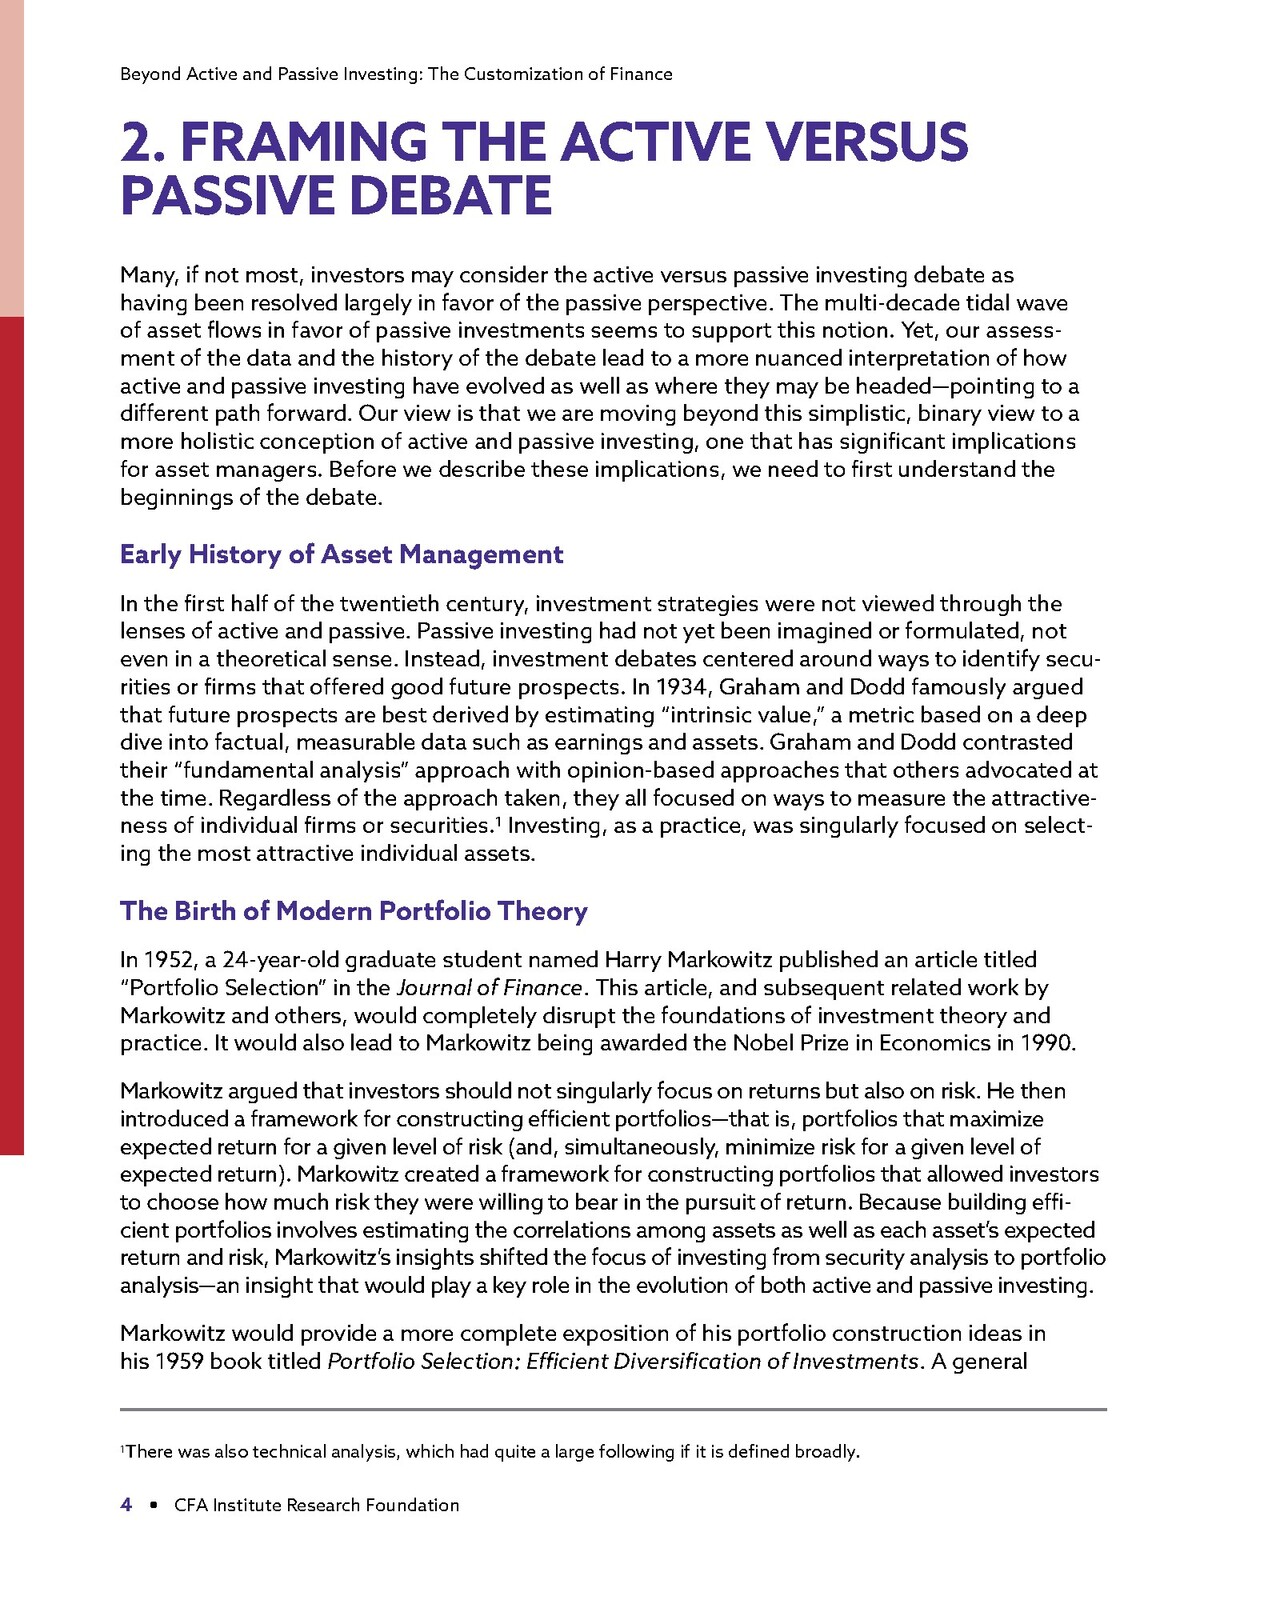 Beyond Active and Passive Investing: The Customization of Finance
2. FRAMING THE ACTIVE VERSUS
PASSIVE DEBATE
Many, if not most, investors may consider the active versus passive investing debate as
having been resolved largely in favor of the passive perspective. The multi-decade tidal wave
of asset flows in favor of passive investments seems to support this notion. Yet, our assess-
ment of the data and the history of the debate lead to a more nuanced interpretation of how
active and passive investing have evolved as well as where they may be headed—pointing to a
different path forward. Our view is that we are moving beyond this simplistic, binary view to a
more holistic conception of active and passive investing, one that has significant implications
for asset managers. Before we describe these implications, we need to first understand the
beginnings of the debate.
Early History of Asset Management
In the first half of the twentieth century, investment strategies were not viewed through the
lenses of active and passive. Passive investing had not yet been imagined or formulated, not
even in a theoretical sense. Instead, investment debates centered around ways to identify secu-
rities or firms that offered good future prospects. In 1934, Graham and Dodd famously argued
that future prospects are best derived by estimating “intrinsic value,” a metric based on a deep
dive into factual, measurable data such as earnings and assets. Graham and Dodd contrasted
their “fundamental analysis” approach with opinion-based approaches that others advocated at
the time. Regardless of the approach taken, they all focused on ways to measure the attractive-
ness of individual firms or securities.¹ Investing, as a practice, was singularly focused on select-
ing the most attractive individual assets.
The Birth of Modern Portfolio Theory
In 1952, a 24-year-old graduate student named Harry Markowitz published an article titled
“Portfolio Selection” in the Journal of Finance. This article, and subsequent related work by
Markowitz and others, would completely disrupt the foundations of investment theory and
practice. It would also lead to Markowitz being awarded the Nobel Prize in Economics in 1990.
Markowitz argued that investors should not singularly focus on returns but also on risk. He then
introduced a framework for constructing efficient portfolios—that is, portfolios that maximize
expected return for a given level of risk (and, simultaneously, minimize risk for a given level of
expected return). Markowitz created a framework for constructing portfolios that allowed investors
to choose how much risk they were willing to bear in the pursuit of return. Because building effi-
cient portfolios involves estimating the correlations among assets as well as each asset’s expected
return and risk, Markowitz’s insights shifted the focus of investing from security analysis to portfolio
analysis—an insight that would play a key role in the evolution of both active and passive investing.
Markowitz would provide a more complete exposition of his portfolio construction ideas in
his 1959 book titled Portfolio Selection: Efficient Diversification of Investments. A general
¹There was also technical analysis, which had quite a large following if it is defined broadly.
4 • CFA Institute Research Foundation